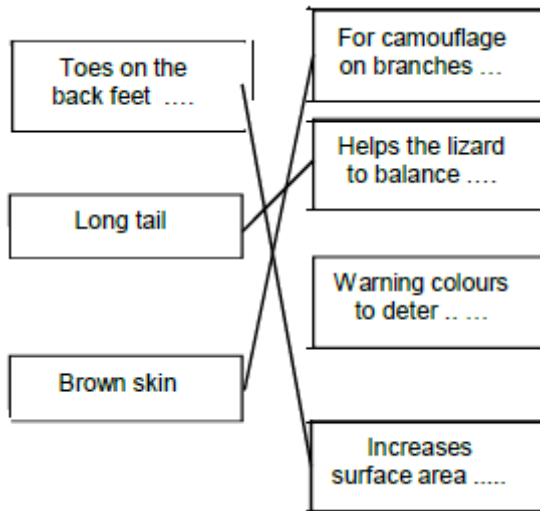 Toes on the
back feet ....
Long tail
Brown skin
For camouflage
on branches ...
Helps the lizard
to balance ....
Warning colours
to deter .. ...
Increases
surface area .....